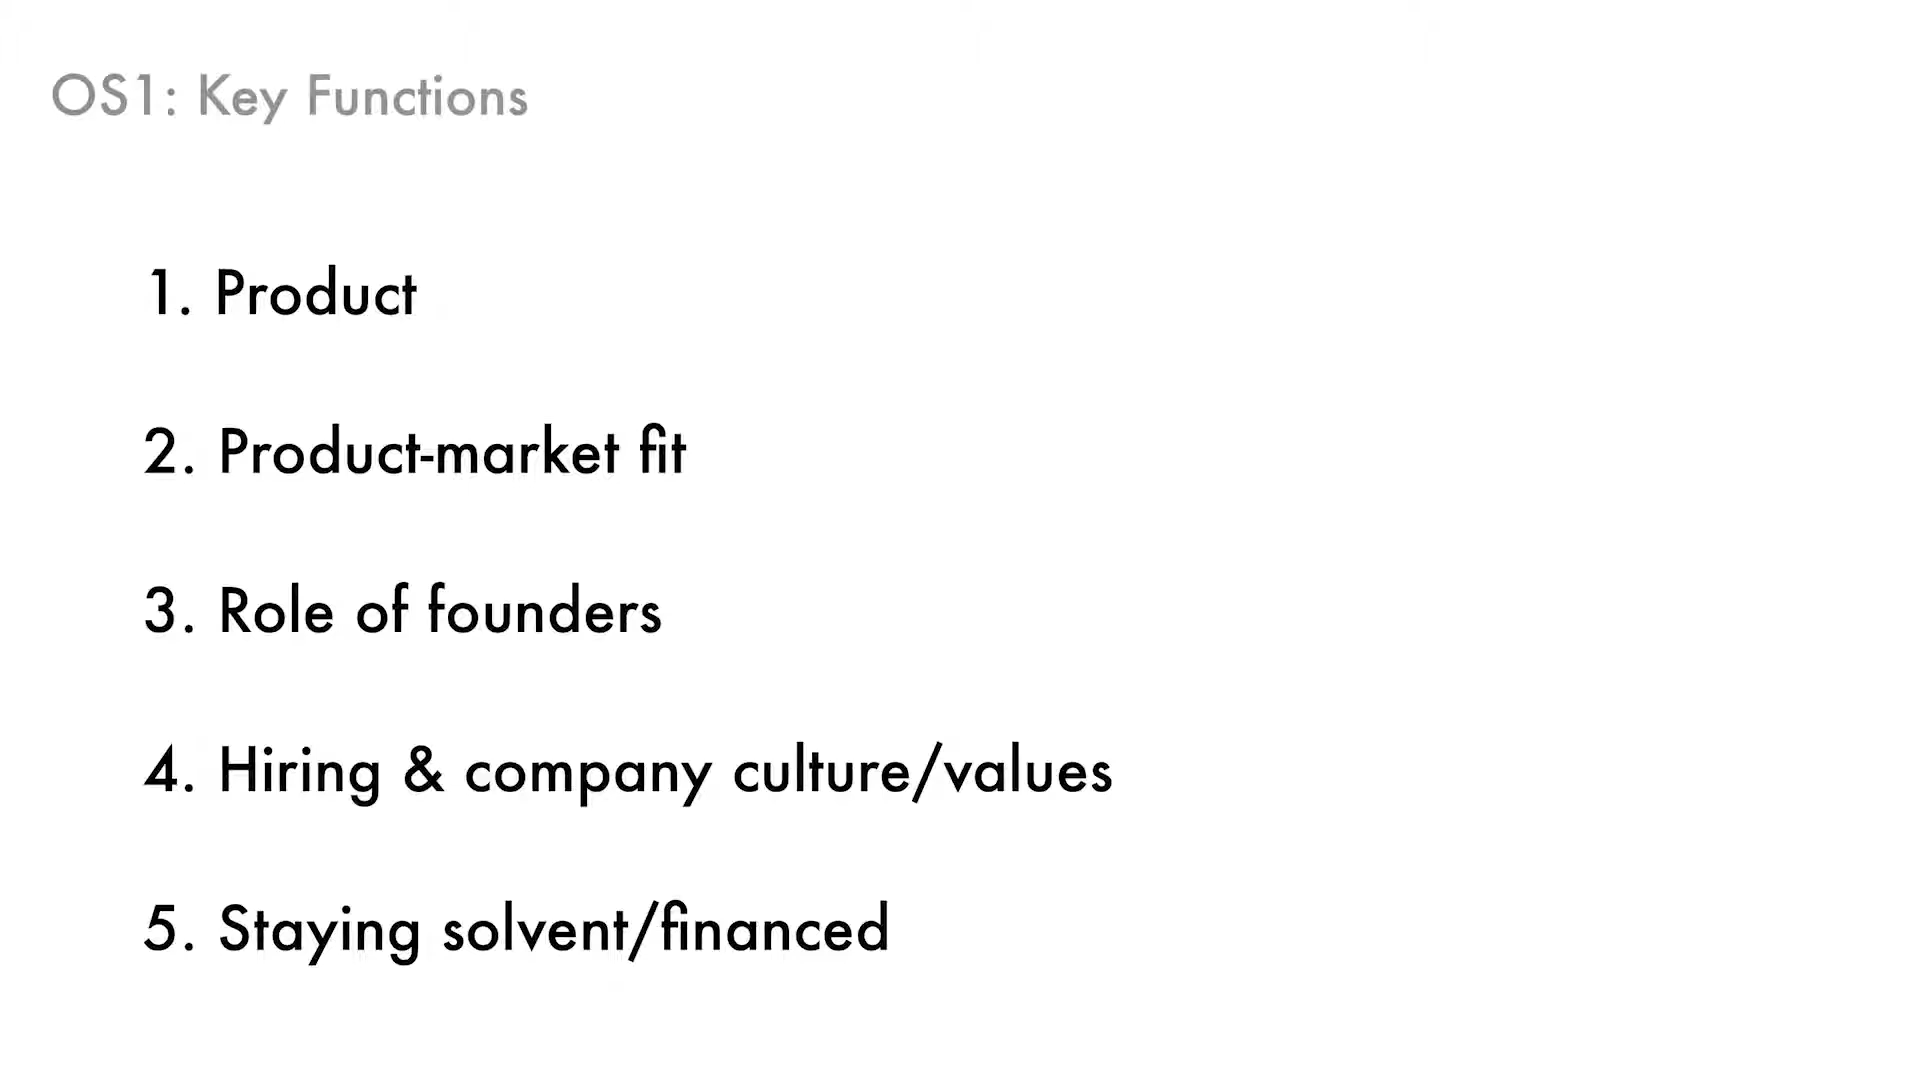 OS1: Key Functions
1. Product
2. Product-market fit
3. Role of founders
4. Hiring & company culture/values
5. Staying solvent/financed